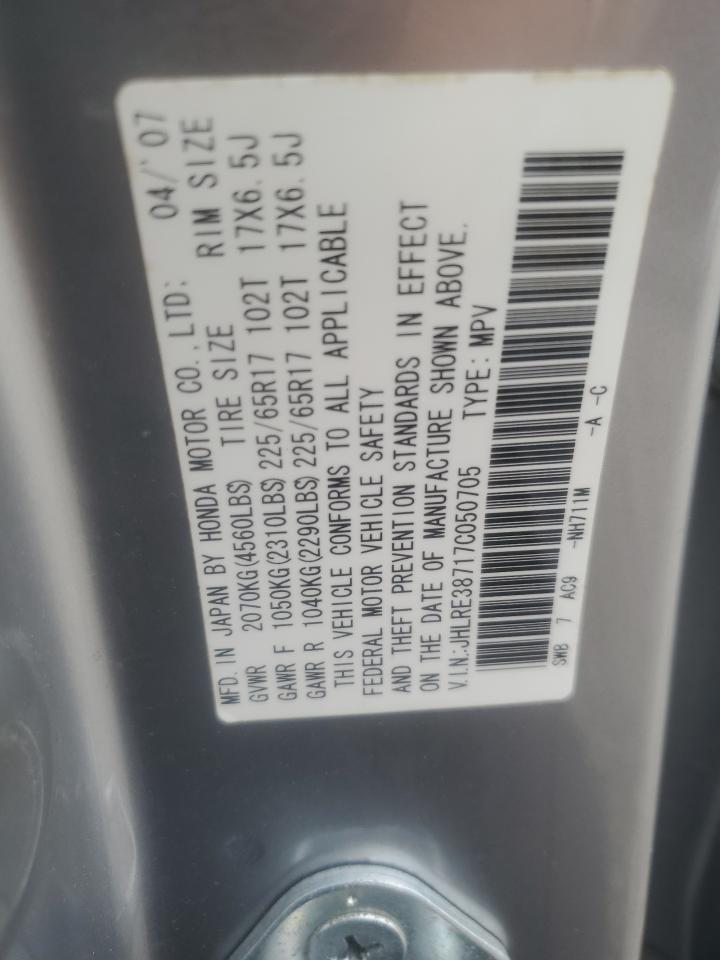 MFD. IN JAPAN BY HONDA MOTOR CO., LTD: 04/'07
GVWR 2070KG(4560LBS) TIRE SIZE RIM SIZE
GAWR F 1050KG(2310LBS) 225/65R17 102T 17X6.5J
GAWR R 1040KG(2290LBS) 225/65R17 102T 17X6.5J
THIS VEHICLE CONFORMS TO ALL APPLICABLE
FEDERAL MOTOR VEHICLE SAFETY
AND THEFT PREVENTION STANDARDS IN EFFECT
ON THE DATE OF MANUFACTURE SHOWN ABOVE.
V.I.N.:JHLRE38717C050705 TYPE: MPV
SWB 7 AC9 -NH711M -A -C